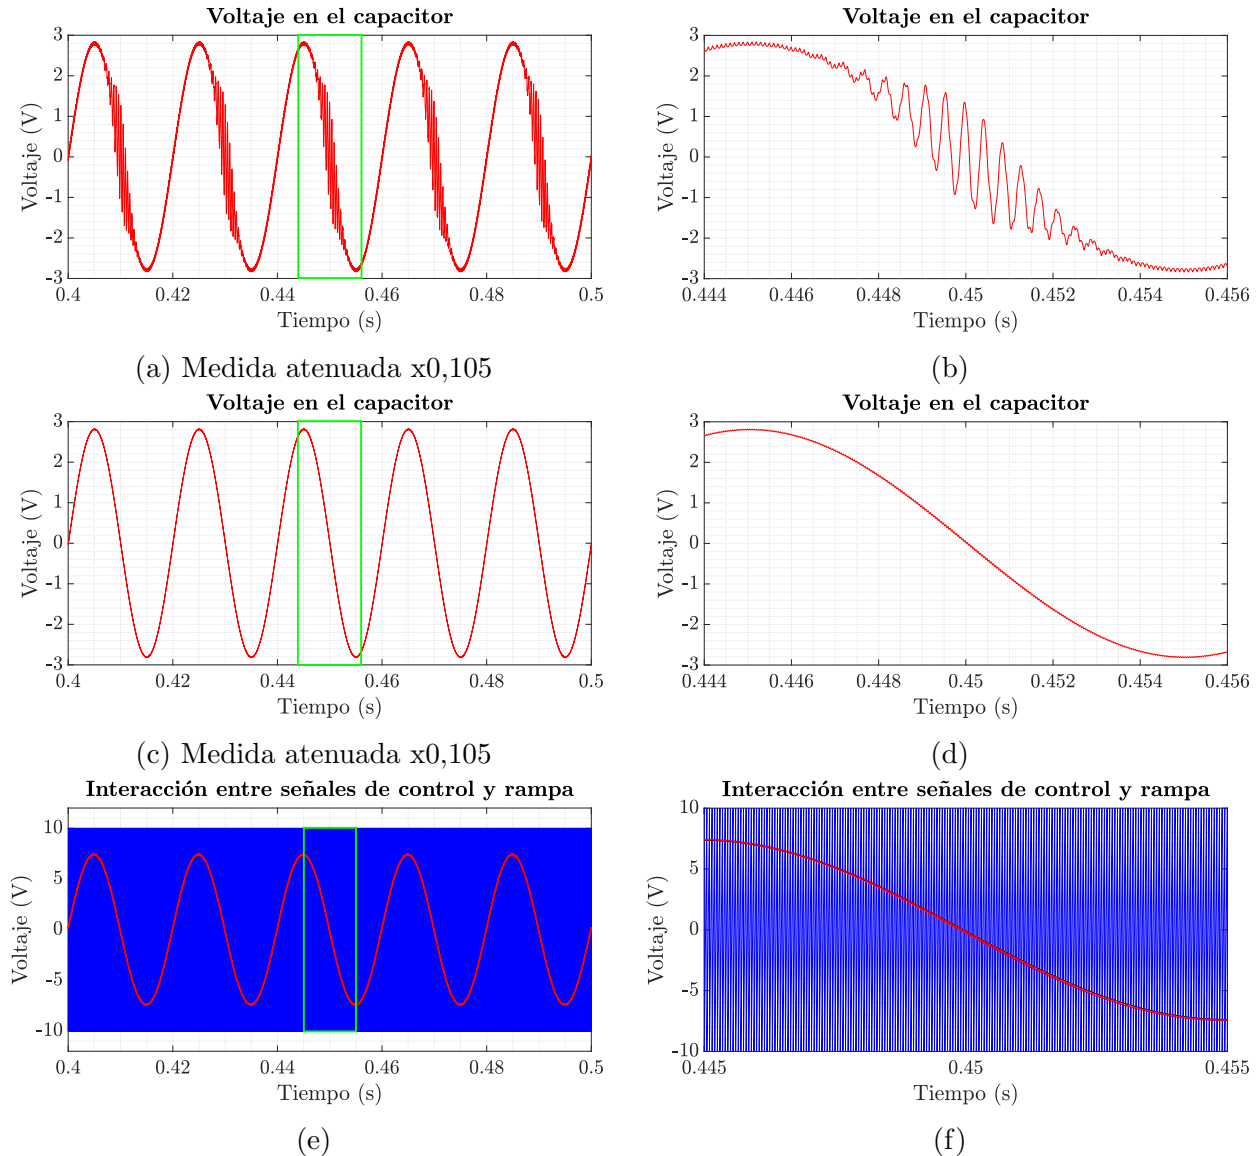 Voltaje en el capacitor
Voltaje (V)
3
2
1
0
-1
-2
-3
0.4 0.42 0.44 0.46 0.48 0.5
Tiempo (s)
(a) Medida atenuada x0,105
Voltaje en el capacitor
Voltaje (V)
3
2
1
0
-1
-2
-3
0.444 0.446 0.448 0.45 0.452 0.454 0.456
Tiempo (s)
(b)
Voltaje en el capacitor
Voltaje (V)
3
2
1
0
-1
-2
-3
0.4 0.42 0.44 0.46 0.48 0.5
Tiempo (s)
(c) Medida atenuada x0,105
Voltaje en el capacitor
Voltaje (V)
3
2
1
0
-1
-2
-3
0.444 0.446 0.448 0.45 0.452 0.454 0.456
Tiempo (s)
(d)
Interacción entre señales de control y rampa
Voltaje (V)
10
5
0
-5
-10
0.4 0.42 0.44 0.46 0.48 0.5
Tiempo (s)
(e)
Interacción entre señales de control y rampa
Voltaje (V)
10
5
0
-5
-10
0.445 0.45 0.455
Tiempo (s)
(f)